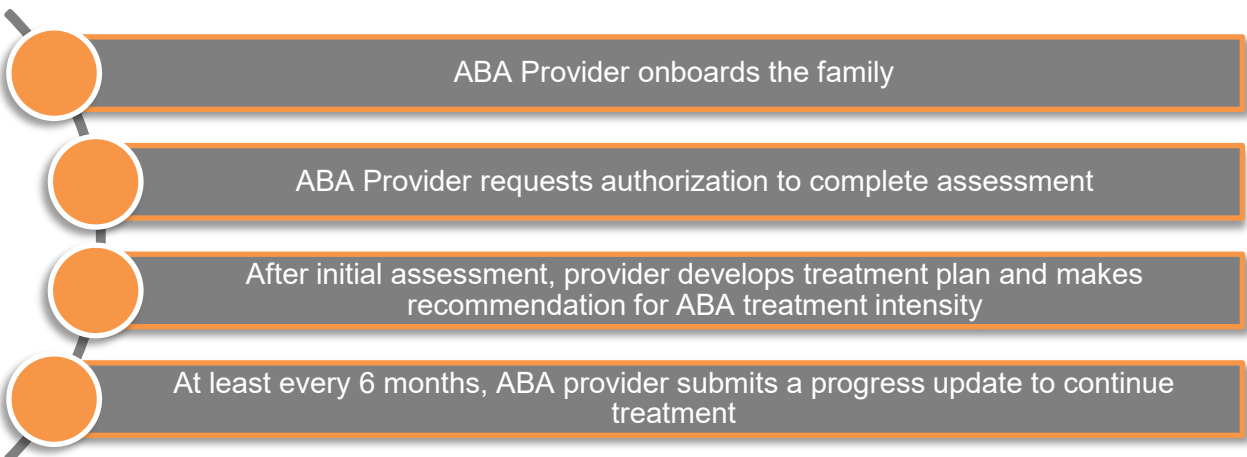 ABA Provider onboards the family
ABA Provider requests authorization to complete assessment
After initial assessment, provider develops treatment plan and makes
recommendation for ABA treatment intensity
At least every 6 months, ABA provider submits a progress update to continue
treatment